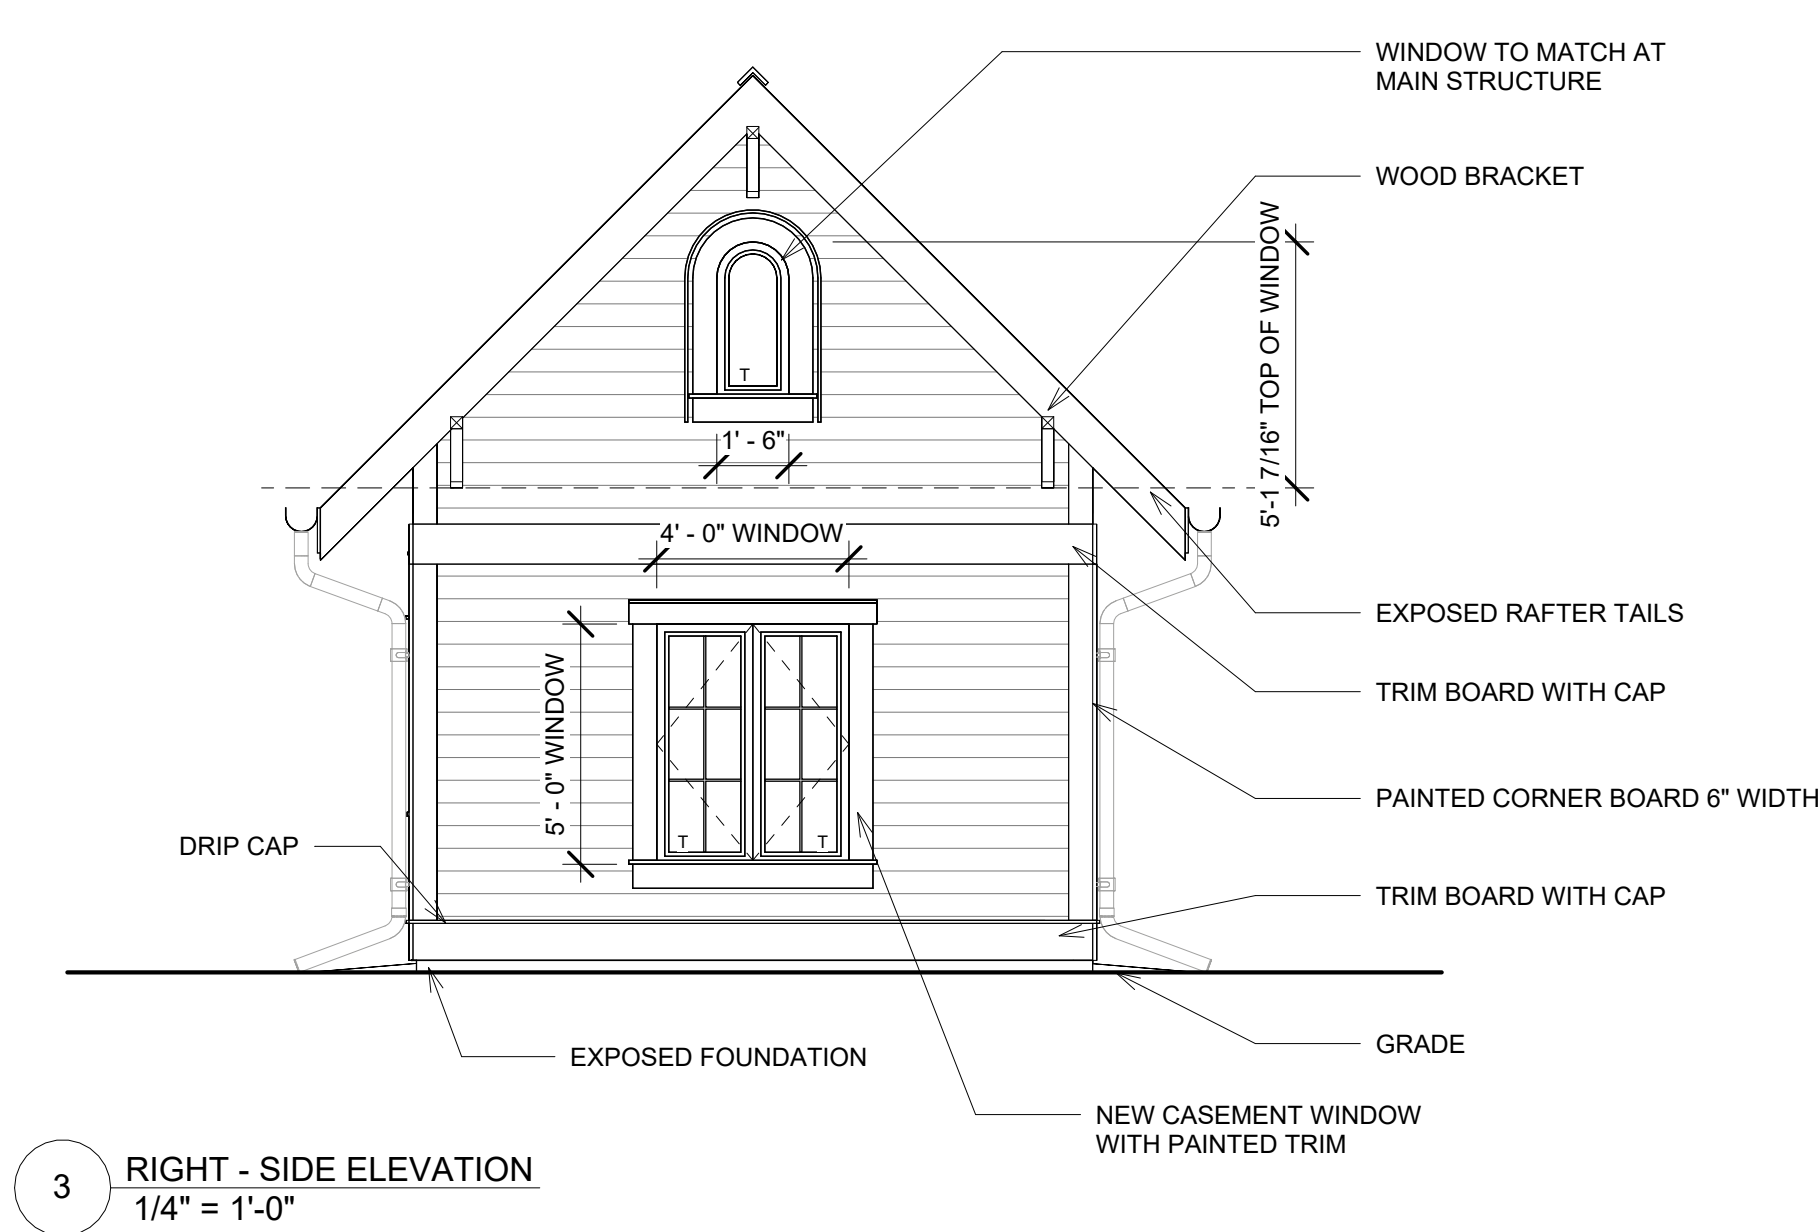 WINDOW TO MATCH AT
MAIN STRUCTURE
WOOD BRACKET
5'-1 7/16" TOP OF WINDOW
T
1' - 6"
4' - 0" WINDOW
EXPOSED RAFTER TAILS
TRIM BOARD WITH CAP
5' - 0" WINDOW
PAINTED CORNER BOARD 6" WIDTH
T
T
DRIP CAP
TRIM BOARD WITH CAP
GRADE
EXPOSED FOUNDATION
NEW CASEMENT WINDOW
WITH PAINTED TRIM
3
RIGHT - SIDE ELEVATION
1/4" = 1'-0"